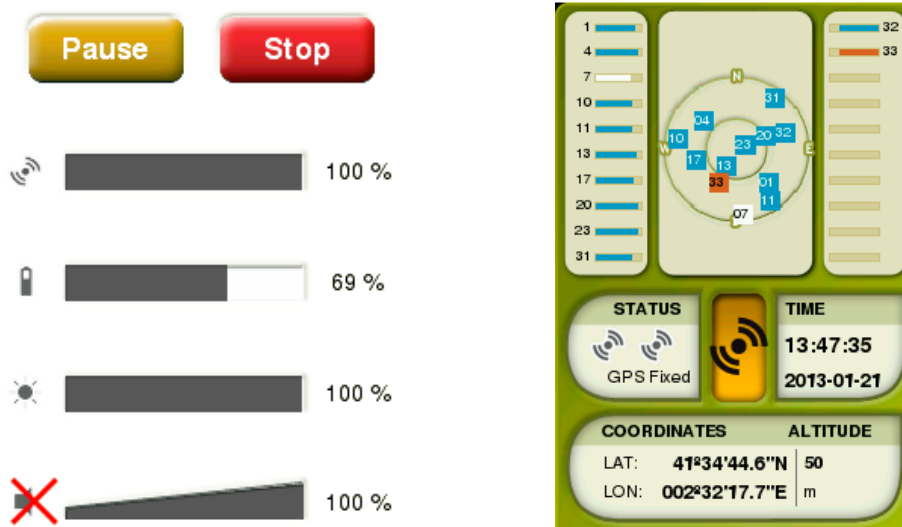 Pause Stop
100 %
69 %
100 %
100 %
1
4
7
10
11
13
17
20
23
31
32
33
N
31
04
20 32
10
23
W
E
17
13
33
01
11
07
STATUS
GPS Fixed
TIME
13:47:35
2013-01-21
COORDINATES ALTITUDE
LAT: 41º34'44.6"N 50
LON: 002º32'17.7"E m